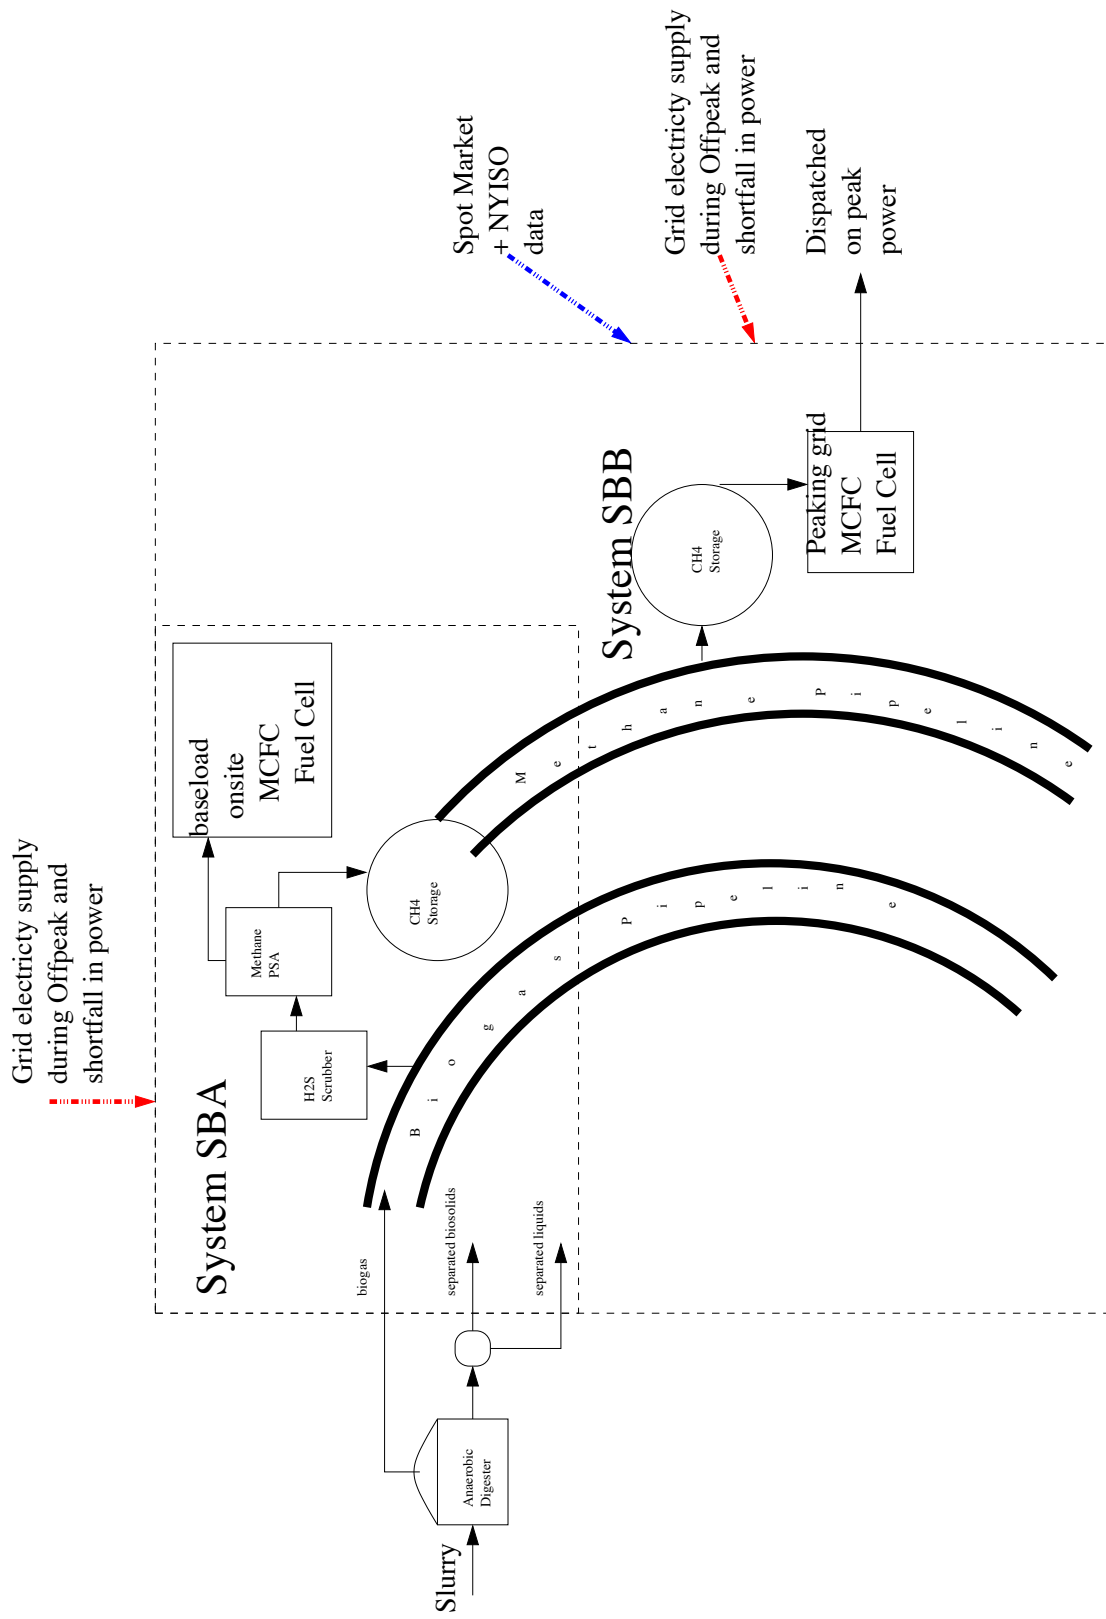 Grid electricty supply
during Offpeak and
shortfall in power
System SBA
baseload
onsite
MCFC
Fuel Cell
Methane
PSA
H2S
Scrubber
CH4
Storage
Biogas Pipeline
Methane Pipeline
biogas
separated biosolids
separated liquids
Slurry
Anaerobic
Digester
System SBB
CH4
Storage
Peaking grid
MCFC
Fuel Cell
Spot Market
+ NYISO
data
Grid electricty supply
during Offpeak and
shortfall in power
Dispatched
on peak
power